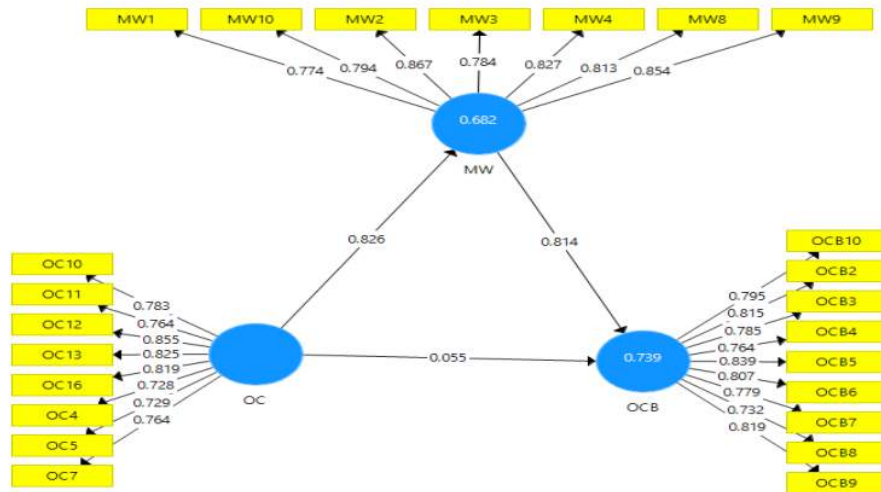 MW1 MW10 MW2 MW3 MW4 MW8 MW9
0.774 0.794 0.867 0.784 0.827 0.813 0.854
0.682
MW
0.826 0.814
OC10
OC11
OC12
OC13
OC16
OC4
OC5
OC7
0.783
0.764
0.855
0.825
0.819
0.728
0.729
0.764
OC
0.055
0.739
OCB
0.795
0.815
0.785
0.764
0.839
0.807
0.779
0.732
0.819
OCB10
OCB2
OCB3
OCB4
OCB5
OCB6
OCB7
OCB8
OCB9